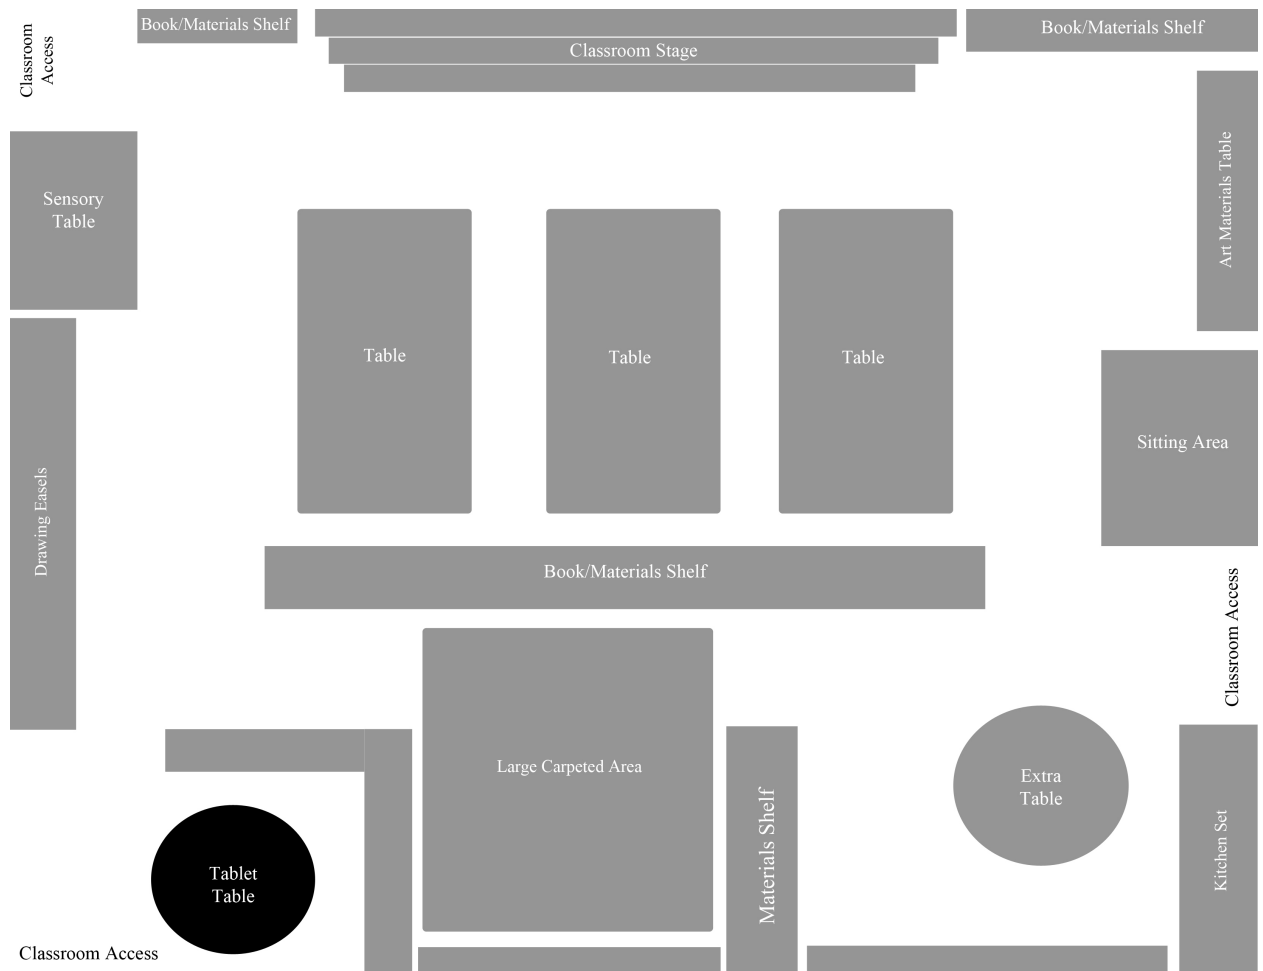 Classroom
Access
Book/Materials Shelf
Classroom Stage
Book/Materials Shelf
Sensory
Table
Art Materials Table
Table
Table
Table
Sitting Area
Drawing Easels
Book/Materials Shelf
Classroom Access
Large Carpeted Area
Materials Shelf
Extra
Table
Kitchen Set
Tablet
Table
Classroom Access